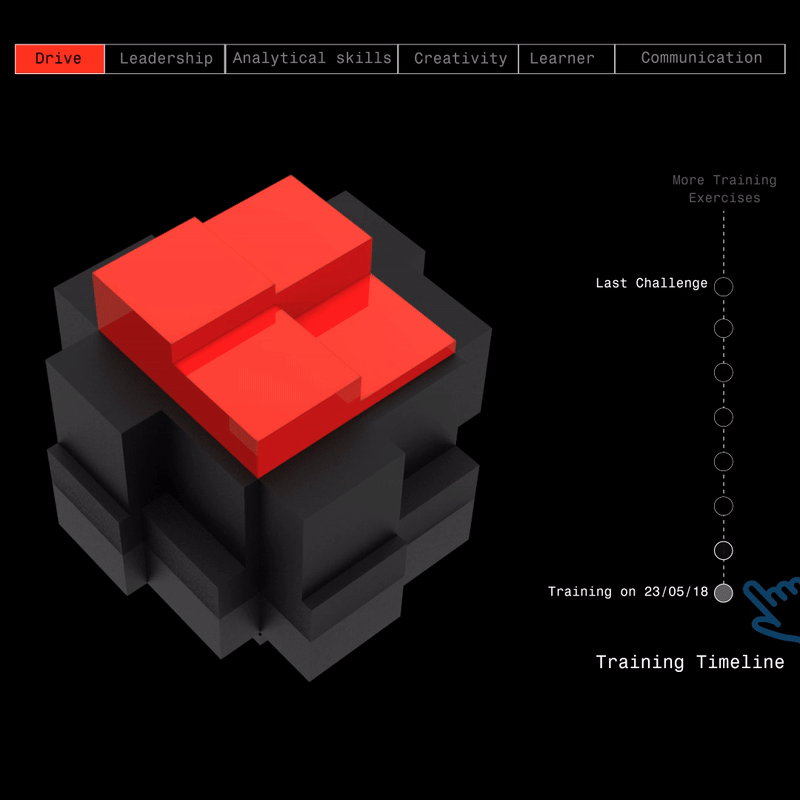 Drive Leadership Analytical skills Creativity Learner Communication
More Training
Exercises
Last Challenge
Training on 23/05/18
Training Timeline